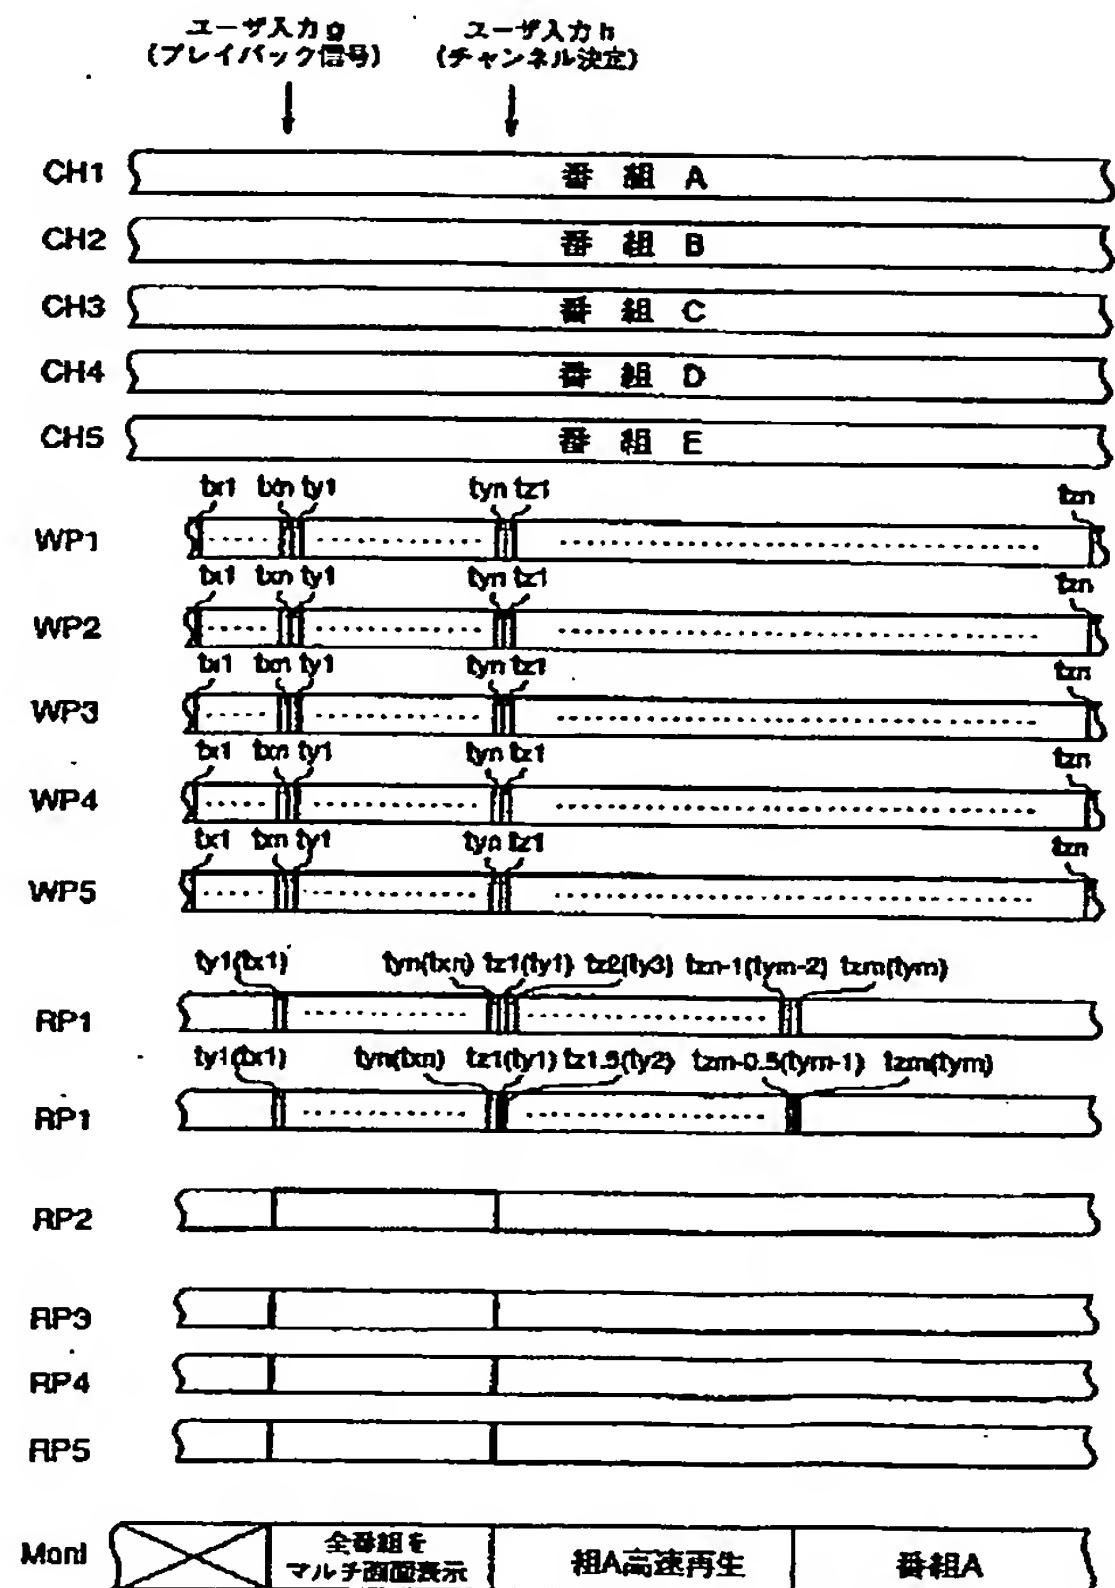 ユーザ入力g ユーザ入力h
(プレイバック信号) (チャンネル決定)
CH1 番組 A
CH2 番組 B
CH3 番組 C
CH4 番組 D
CH5 番組 E
tx1 txn ty1 tyn tz1 tzn
WP1
tx1 txn ty1 tyn tz1 tzn
WP2
tx1 txn ty1 tyn tz1 tzn
WP3
tx1 txn ty1 tyn tz1 tzn
WP4
tx1 txn ty1 tyn tz1 tzn
WP5
ty1(tx1) tyn(txn) tz1(ty1) tz2(ty3) tzn-1(tym-2) tzm(tym)
RP1
ty1(tx1) tyn(txn) tz1(ty1) tz1.5(ty2) tzm-0.5(tym-1) tzm(tym)
RP1
RP2
RP3
RP4
RP5
Moni 全番組を
マルチ画面表示 組A高速再生 番組A